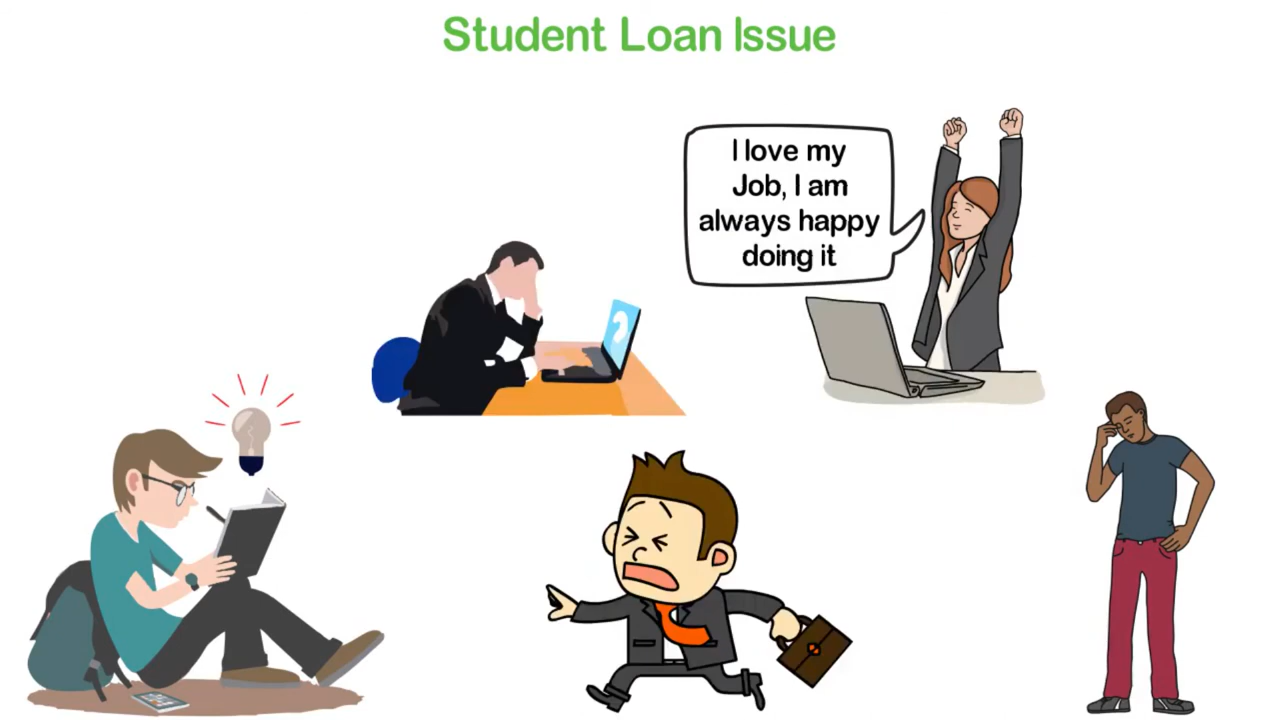 Student Loan Issue
I love my
Job, I am
always happy
doing it